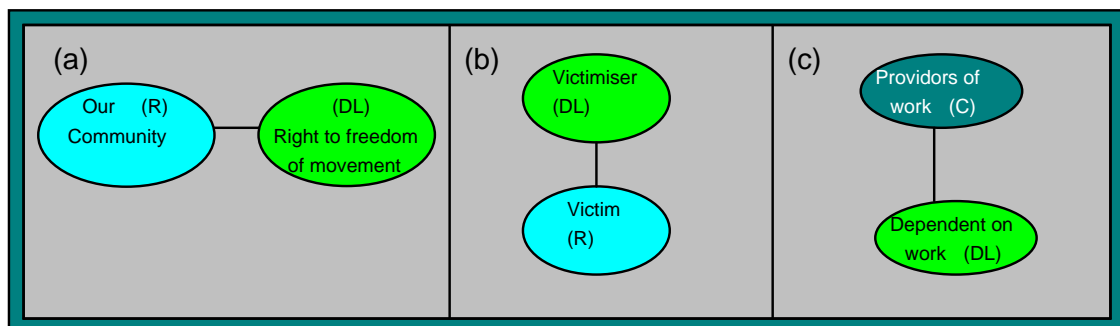 (a)
Our (R)
Community
(DL)
Right to freedom
of movement
(b)
Victimiser
(DL)
Victim
(R)
(c)
Providors of
work (C)
Dependent on
work (DL)